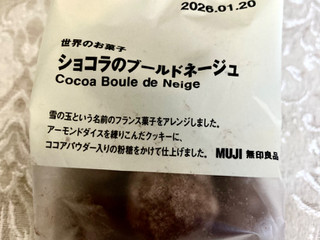 2026.01.20
世界のお菓子
ショコラのブールドネージュ
Cocoa Boule de Neige
雪の玉という名前のフランス菓子をアレンジしました。
アーモンドダイスを練りこんだクッキーに、
ココアパウダー入りの粉糖をかけて仕上げました。 MUJI 無印良品